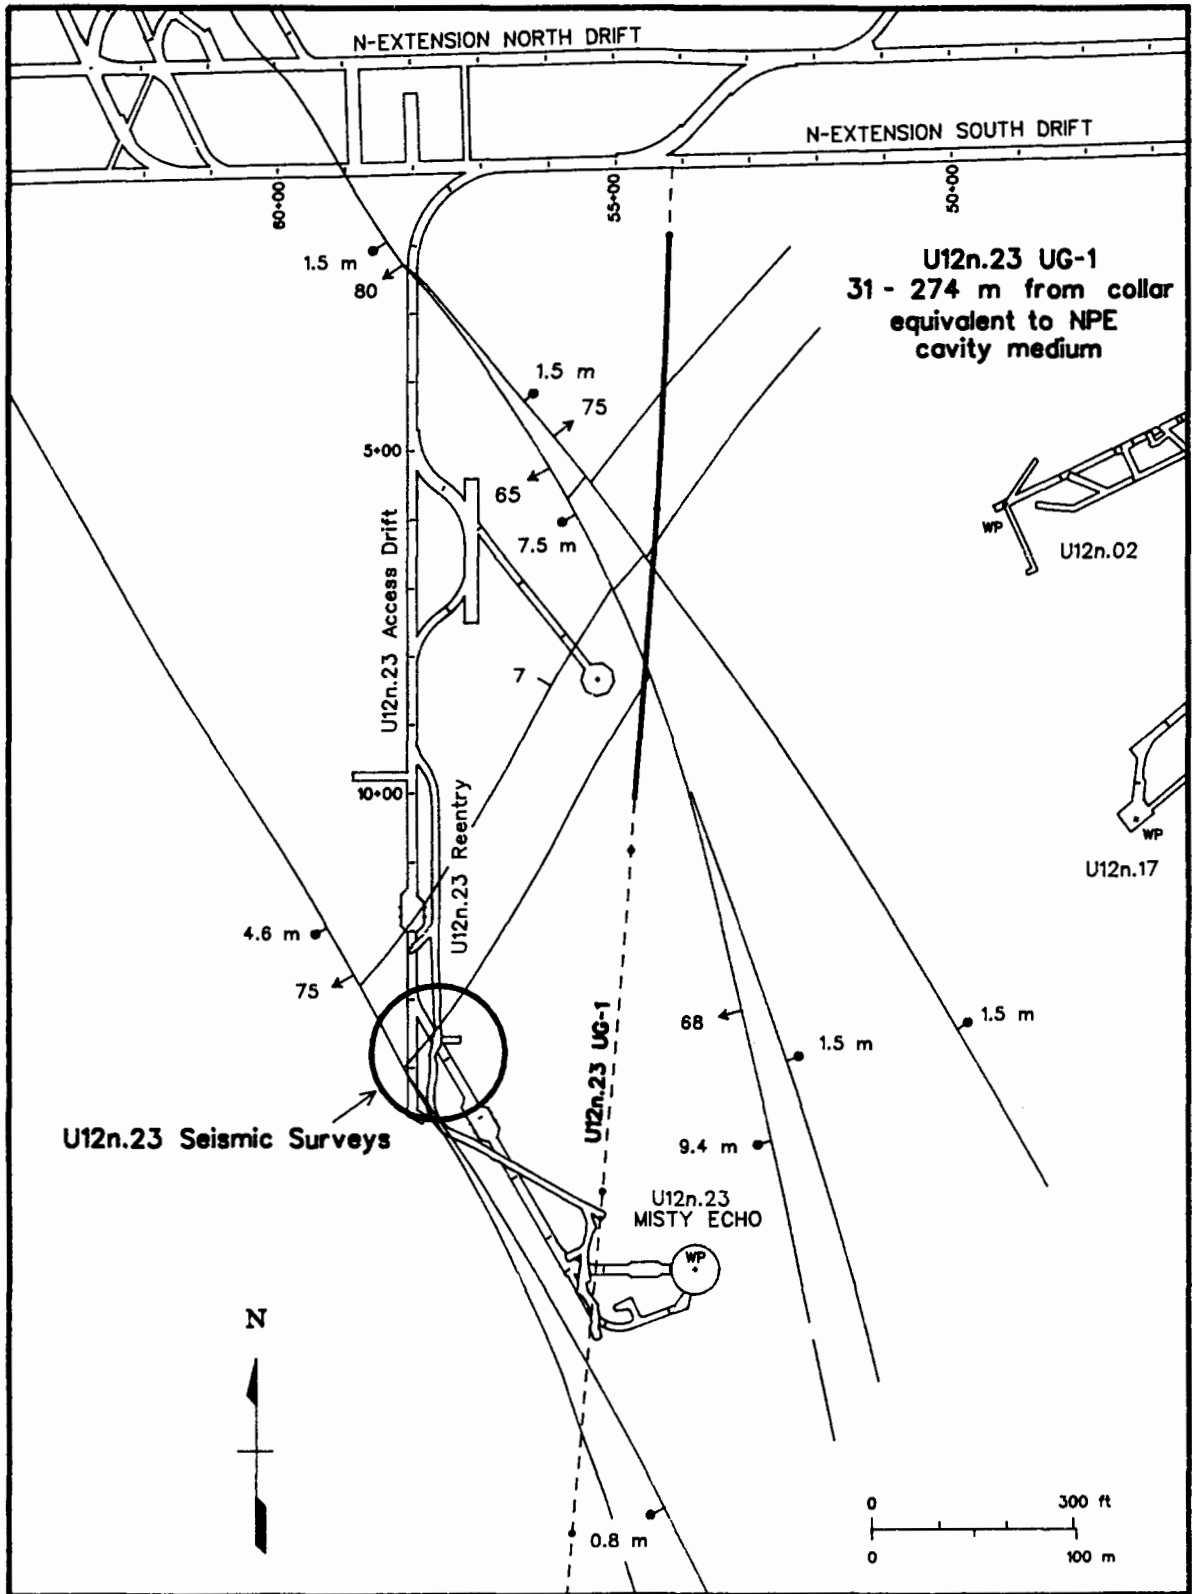 N-EXTENSION NORTH DRIFT
N-EXTENSION SOUTH DRIFT
60+00
55+00
50+00
U12n.23 UG-1
31 - 274 m from collar
equivalent to NPE
cavity medium
1.5 m
80
1.5 m
75
5+00
65
7.5 m
WP
U12n.02
U12n.23 Access Drift
7
10+00
U12n.23 Reentry
WP
U12n.17
4.6 m
75
68
1.5 m
1.5 m
U12n.23 UG-1
U12n.23 Seismic Surveys
9.4 m
U12n.23
MISTY ECHO
WP
N
0.8 m
0 300 ft
0 100 m